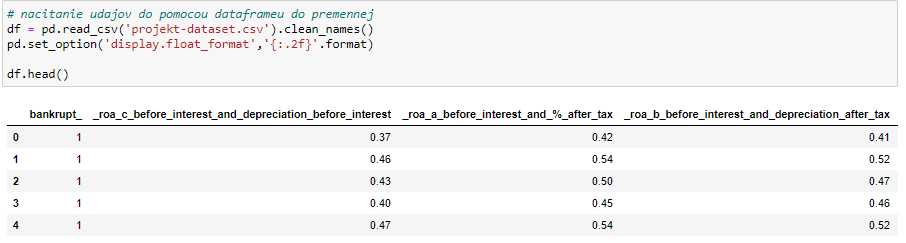 # nacitanie udajov do pomocou dataframeu do premennej
df = pd.read_csv('projekt-dataset.csv').clean_names()
pd.set_option('display.float_format','{:.2f}'.format)
df.head()
bankrupt_ _roa_c_before_interest_and_depreciation_before_interest _roa_a_before_interest_and_%_after_tax _roa_b_before_interest_and_depreciation_after_tax
0 1 0.37 0.42 0.41
1 1 0.46 0.54 0.52
2 1 0.43 0.50 0.47
3 1 0.40 0.45 0.46
4 1 0.47 0.54 0.52